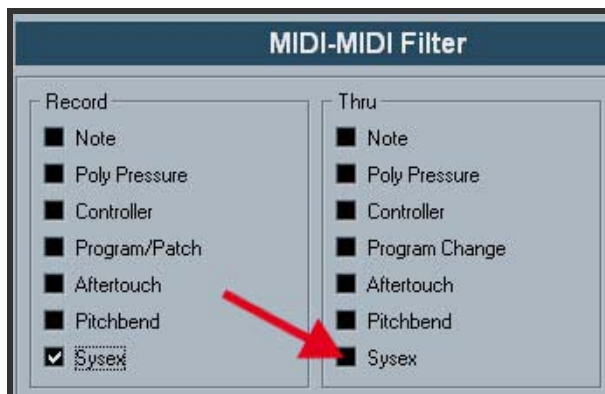 MIDI-MIDI Filter
Record
Note
Poly Pressure
Controller
Program/Patch
Aftertouch
Pitchbend
Sysex
Thru
Note
Poly Pressure
Controller
Program Change
Aftertouch
Pitchbend
Sysex